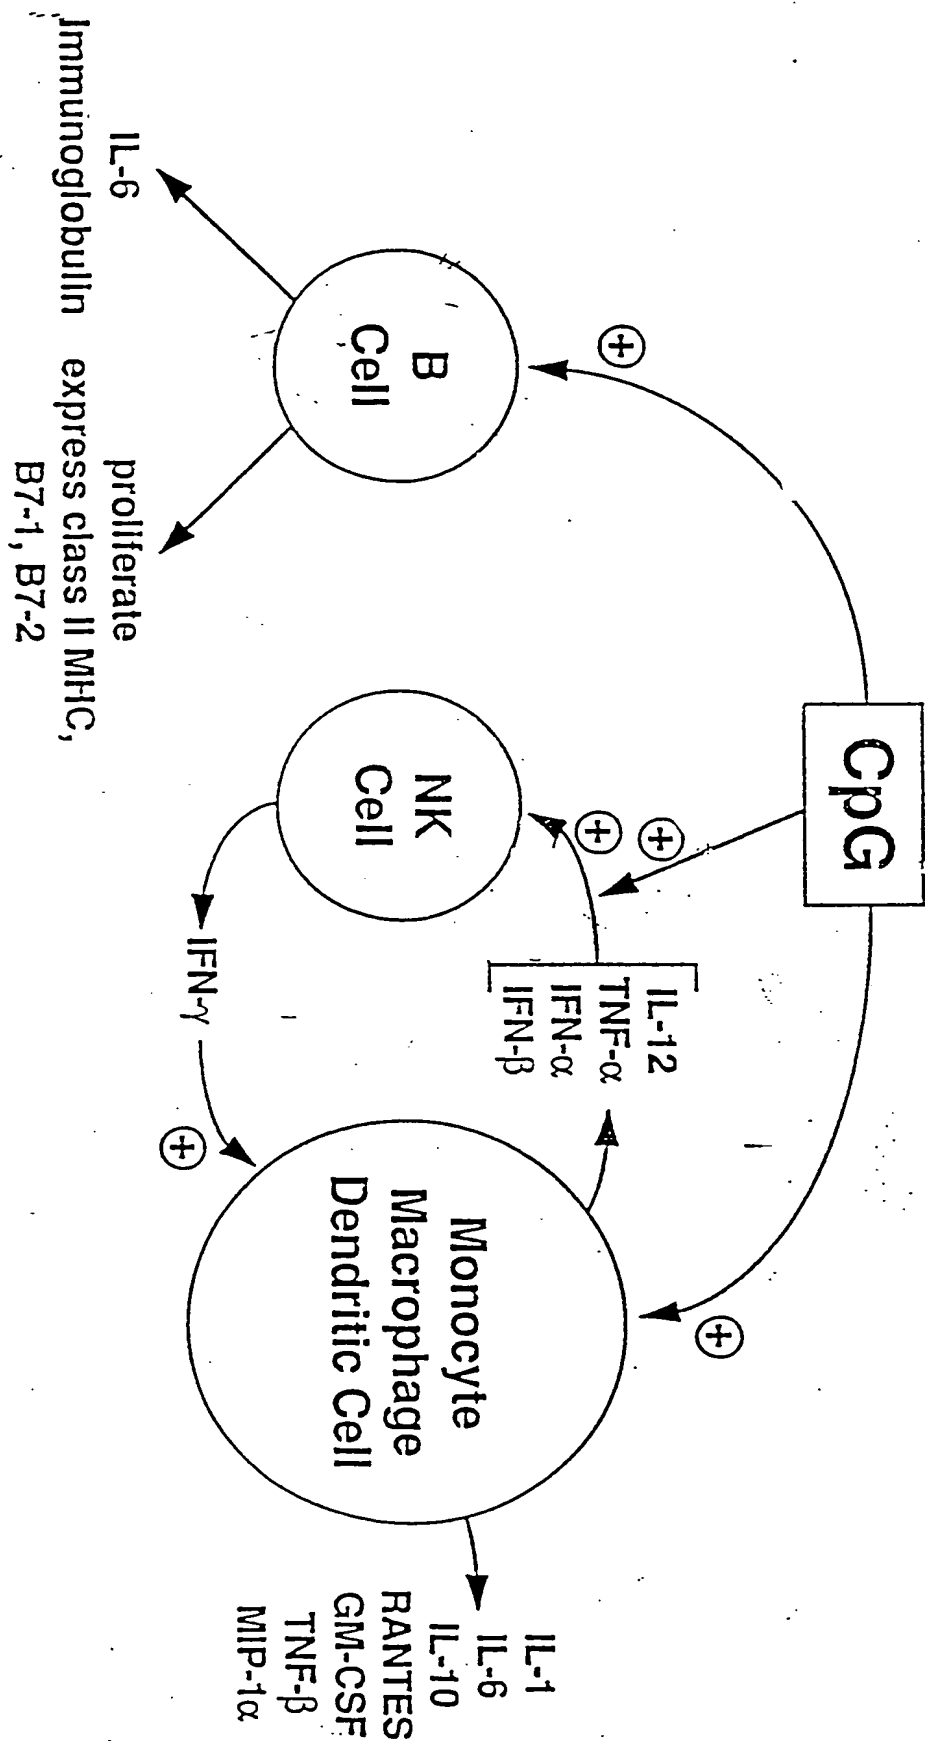 CpG
+
+
+
+
IL-12
TNF-α
IFN-α
IFN-β
B
Cell
NK
Cell
Monocyte
Macrophage
Dendritic Cell
IFN-γ
+
IL-6
Immunoglobulin
proliferate
express class II MHC,
B7-1, B7-2
IL-1
IL-6
IL-10
RANTES
GM-CSF
TNF-β
MIP-1α